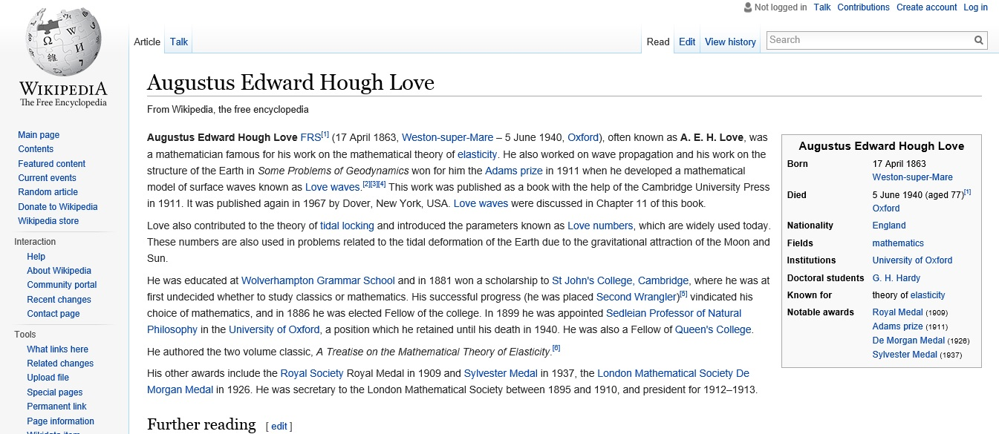 Not logged in Talk Contributions Create account Log in
Article Talk Read Edit View history Search
WIKIPEDIA
The Free Encyclopedia
Main page
Contents
Featured content
Current events
Random article
Donate to Wikipedia
Wikipedia store
Interaction
Help
About Wikipedia
Community portal
Recent changes
Contact page
Tools
What links here
Related changes
Upload file
Special pages
Permanent link
Page information
Wikidata item
Augustus Edward Hough Love
From Wikipedia, the free encyclopedia
Augustus Edward Hough Love FRS[1] (17 April 1863, Weston-super-Mare – 5 June 1940, Oxford), often known as A. E. H. Love, was
a mathematician famous for his work on the mathematical theory of elasticity. He also worked on wave propagation and his work on the
structure of the Earth in Some Problems of Geodynamics won for him the Adams prize in 1911 when he developed a mathematical
model of surface waves known as Love waves.[2][3][4] This work was published as a book with the help of the Cambridge University Press
in 1911. It was published again in 1967 by Dover, New York, USA. Love waves were discussed in Chapter 11 of this book.
Love also contributed to the theory of tidal locking and introduced the parameters known as Love numbers, which are widely used today.
These numbers are also used in problems related to the tidal deformation of the Earth due to the gravitational attraction of the Moon and
Sun.
He was educated at Wolverhampton Grammar School and in 1881 won a scholarship to St John's College, Cambridge, where he was at
first undecided whether to study classics or mathematics. His successful progress (he was placed Second Wrangler)[5] vindicated his
choice of mathematics, and in 1886 he was elected Fellow of the college. In 1899 he was appointed Sedleian Professor of Natural
Philosophy in the University of Oxford, a position which he retained until his death in 1940. He was also a Fellow of Queen's College.
He authored the two volume classic, A Treatise on the Mathematical Theory of Elasticity.[6]
His other awards include the Royal Society Royal Medal in 1909 and Sylvester Medal in 1937, the London Mathematical Society De
Morgan Medal in 1926. He was secretary to the London Mathematical Society between 1895 and 1910, and president for 1912–1913.
Further reading [ edit ]
Augustus Edward Hough Love
Born 17 April 1863
Weston-super-Mare
Died 5 June 1940 (aged 77)[1]
Oxford
Nationality England
Fields mathematics
Institutions University of Oxford
Doctoral students G. H. Hardy
Known for theory of elasticity
Notable awards Royal Medal (1909)
Adams prize (1911)
De Morgan Medal (1926)
Sylvester Medal (1937)